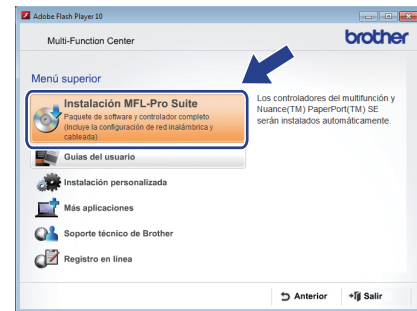 Adobe Flash Player 10
Multi-Function Center
brother
Menú superior
Instalación MFL-Pro Suite
Paquete de software y controlador completo
(Incluye la configuración de red inalámbrica y
cableada)
Los controladores del multifunción y
Nuance(TM) PaperPort(TM) SE
serán instalados automáticamente.
Guías del usuario
Instalación personalizada
Más aplicaciones
Soporte técnico de Brother
Registro en línea
Anterior
Salir